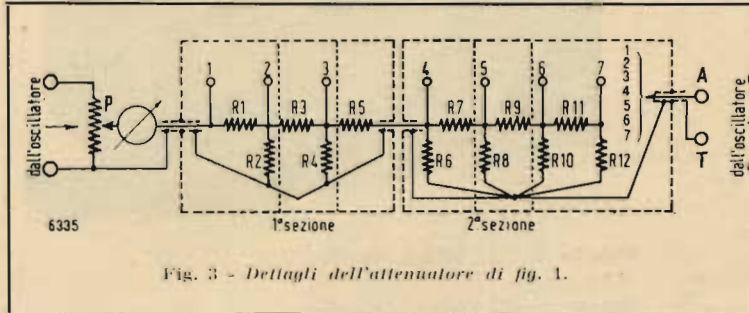 dall'oscillatore
P
1
2
3
4
5
6
7
R1
R3
R5
R7
R9
R11
R2
R4
R6
R8
R10
R12
1
2
3
4
5
6
7
A
T
dall'oscillatore
6335
1ª sezione
2ª sezione
Fig. 3 - Dettagli dell'attenuatore di fig. 1.